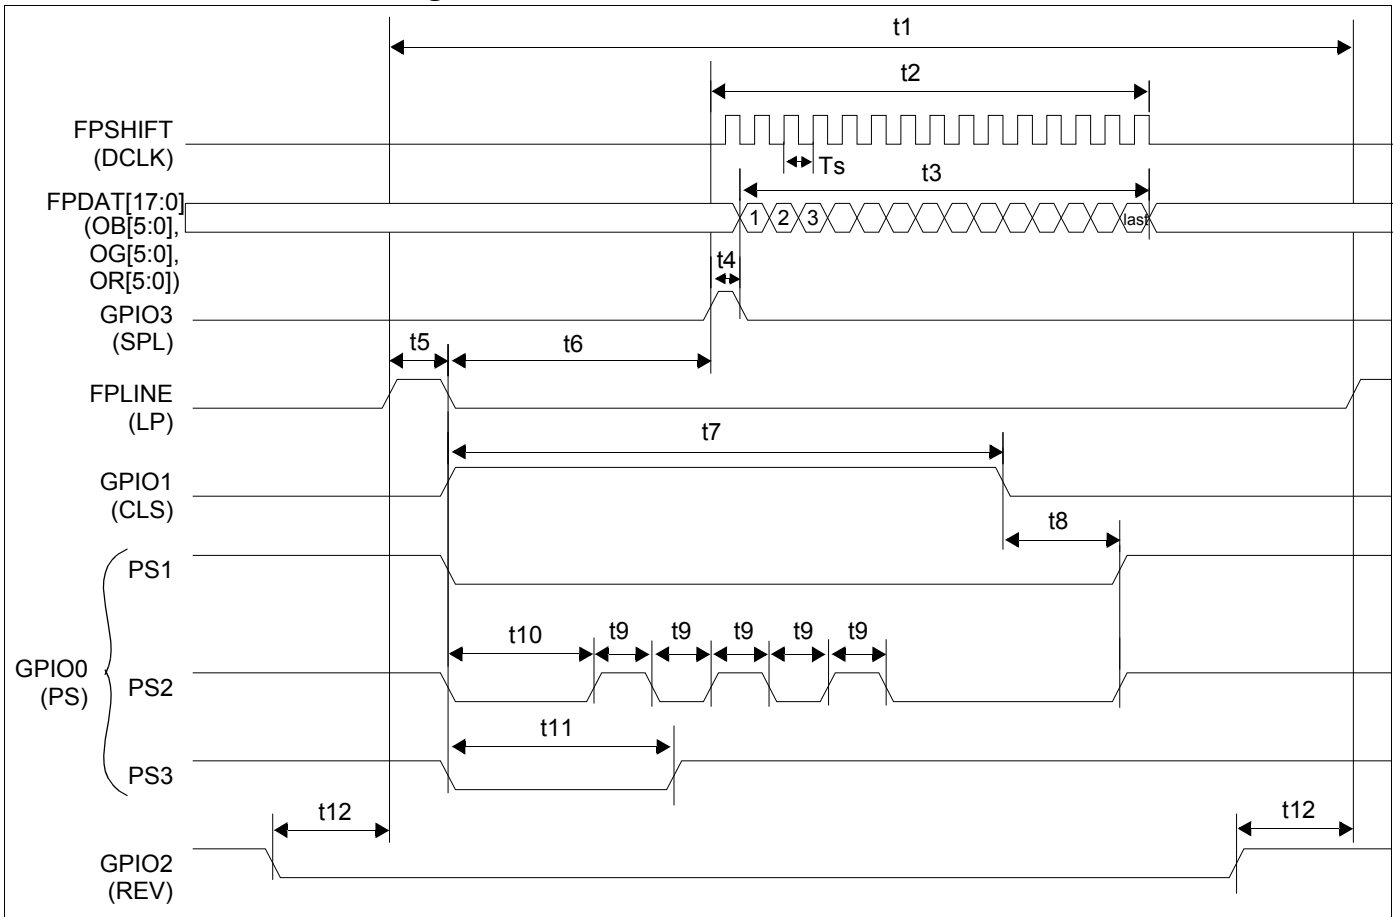 t1
t2
FPSHIFT
(DCLK)
Ts
t3
FPDAT[17:0]
(OB[5:0],
OG[5:0],
OR[5:0])
1 2 3 last
t4
GPIO3
(SPL)
t5 t6
FPLINE
(LP)
t7
GPIO1
(CLS)
t8
PS1
t10 t9 t9 t9 t9 t9
GPIO0
(PS)
PS2
t11
PS3
t12 t12
GPIO2
(REV)